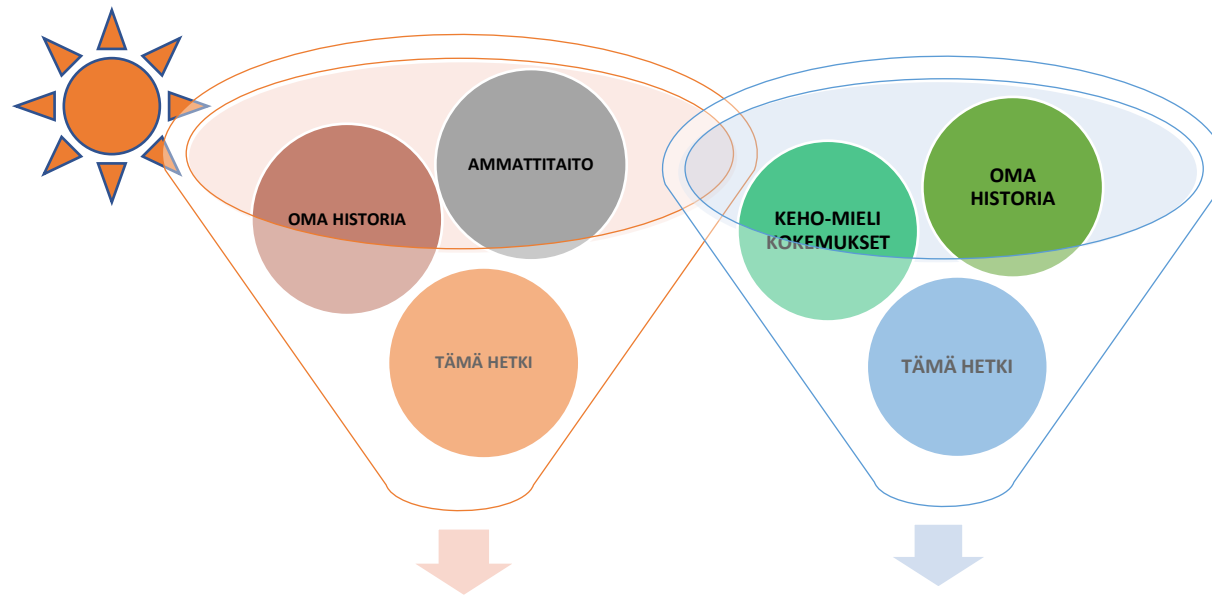 OMA HISTORIA
AMMATTITAITO
TÄMÄ HETKI
KEHO-MIELI
KOKEMUKSET
OMA
HISTORIA
TÄMÄ HETKI